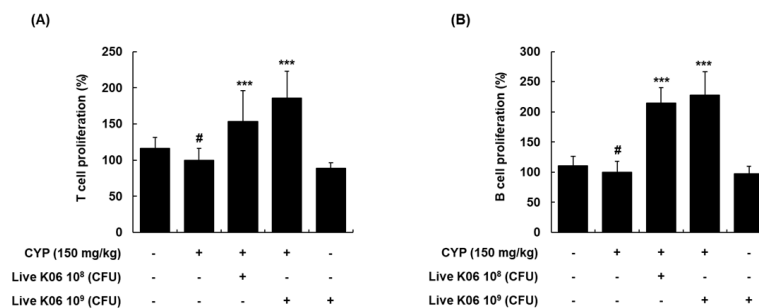 (A)
250
200
150
100
50
0
T cell proliferation (%)
#
***
***
CYP (150 mg/kg) - + + + -
Live K06 10⁸ (CFU) - - + - -
Live K06 10⁹ (CFU) - - - + +
(B)
300
250
200
150
100
50
0
B cell proliferation (%)
#
***
***
CYP (150 mg/kg) - + + + -
Live K06 10⁸ (CFU) - - + - -
Live K06 10⁹ (CFU) - - - + +